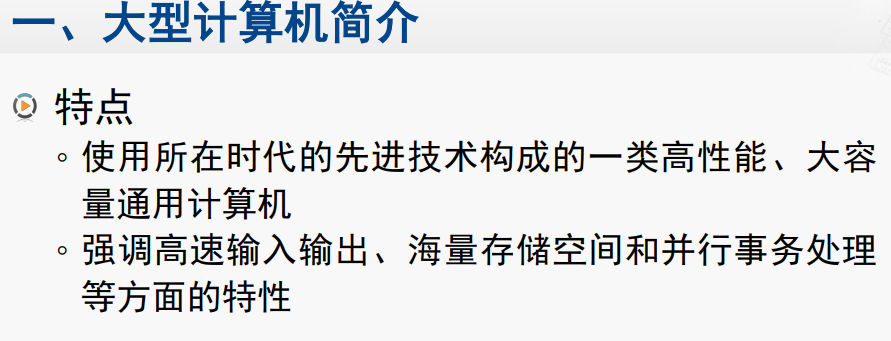 一、大型计算机简介
特点
◦ 使用所在时代的先进技术构成的一类高性能、大容
量通用计算机
◦ 强调高速输入输出、海量存储空间和并行事务处理
等方面的特性